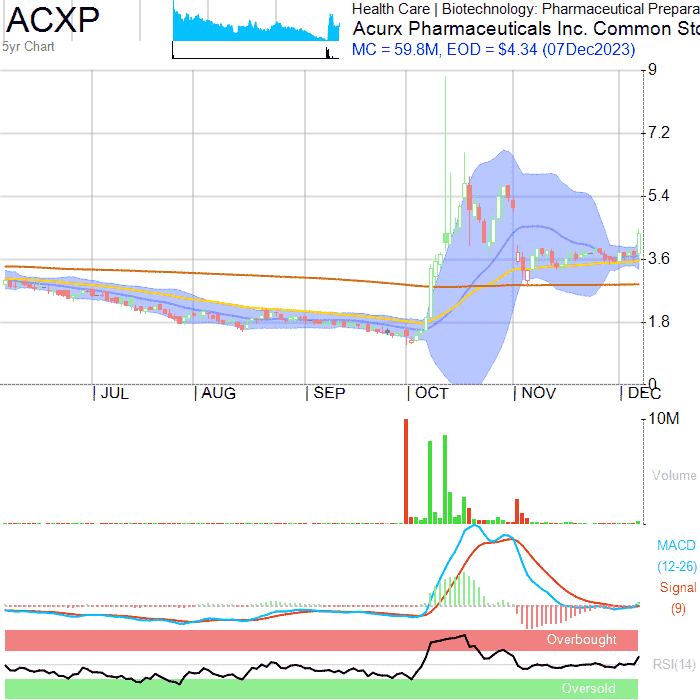 ACXP
5yr Chart
Health Care | Biotechnology: Pharmaceutical Prepara
Acurx Pharmaceuticals Inc. Common Sto
MC = 59.8M, EOD = $4.34 (07Dec2023)
9
7.2
5.4
3.6
1.8
0
JUL
AUG
SEP
OCT
NOV
DEC
10M
Volume
MACD
(12-26)
Signal
(9)
Overbought
RSI(14)
Oversold